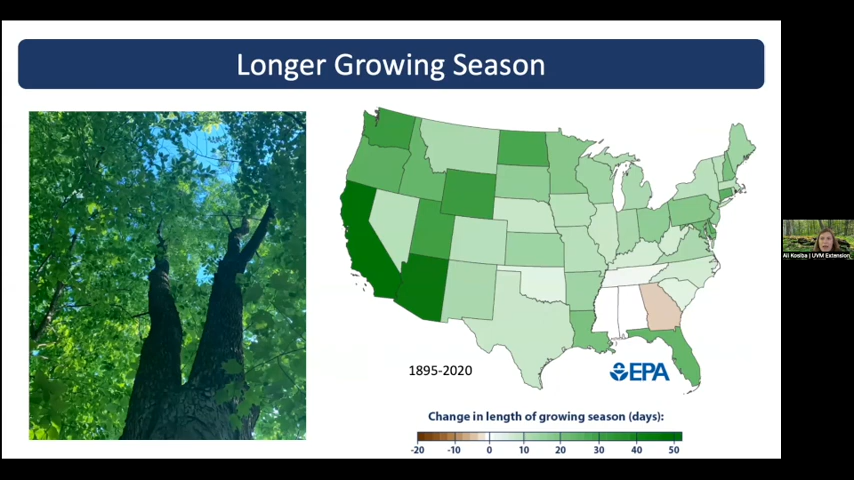 Longer Growing Season
1895-2020
EPA
Change in length of growing season (days):
-20 -10 0 10 20 30 40 50
Ali Kosiba | UVM Extension